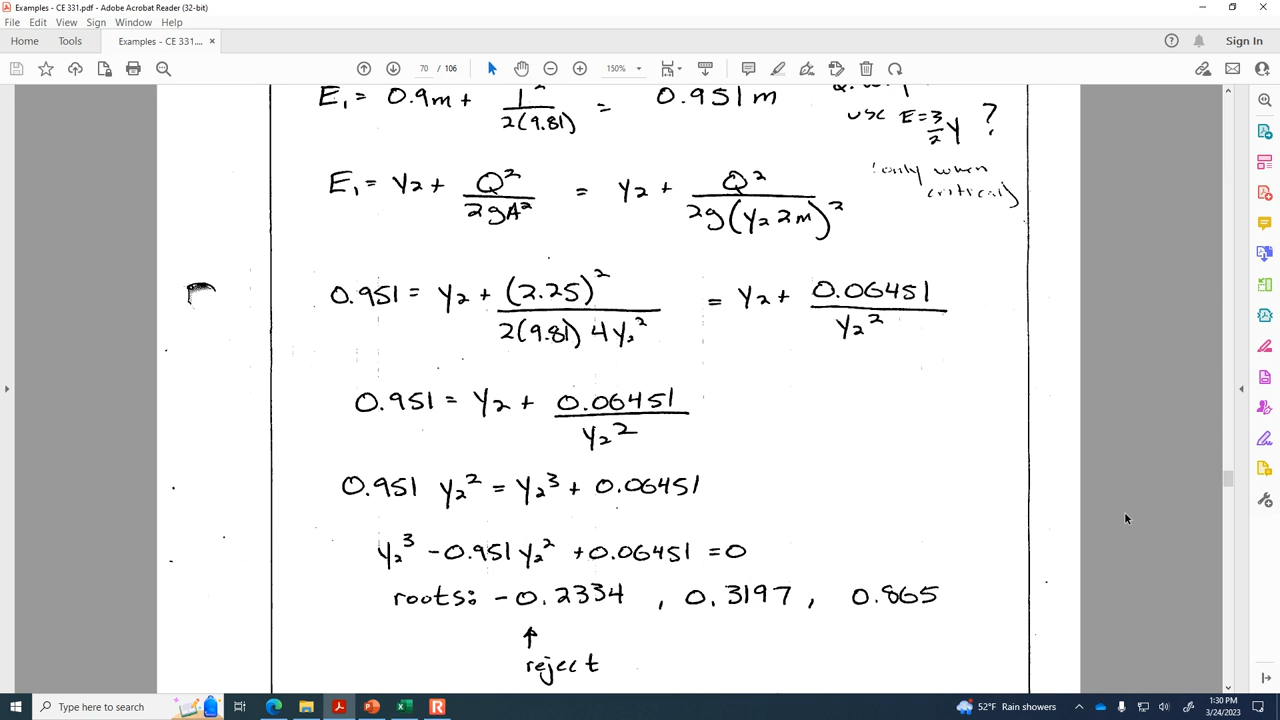 Examples - CE 331.pdf - Adobe Acrobat Reader (32-bit)
File Edit View Sign Window Help
Home Tools Examples - CE 331.... × Sign In
70 / 106 150%
E₁ = 0.9m + 1²/2(9.81) = 0.951 m
use E = 3/2 y ?
! only when
critical)
E₁ = y₂ + Q²/2gA² = y₂ + Q²/2g(y₂ 2m)²
0.951 = y₂ + (2.25)²/2(9.81) 4y₂² = y₂ + 0.06451/y₂²
0.951 = y₂ + 0.06451/y₂²
0.951 y₂² = y₂³ + 0.06451
y₂³ - 0.951 y₂² + 0.06451 = 0
roots: - 0.2334 , 0.3197 , 0.865
↑
reject
Type here to search
52°F Rain showers
1:30 PM
3/24/2023